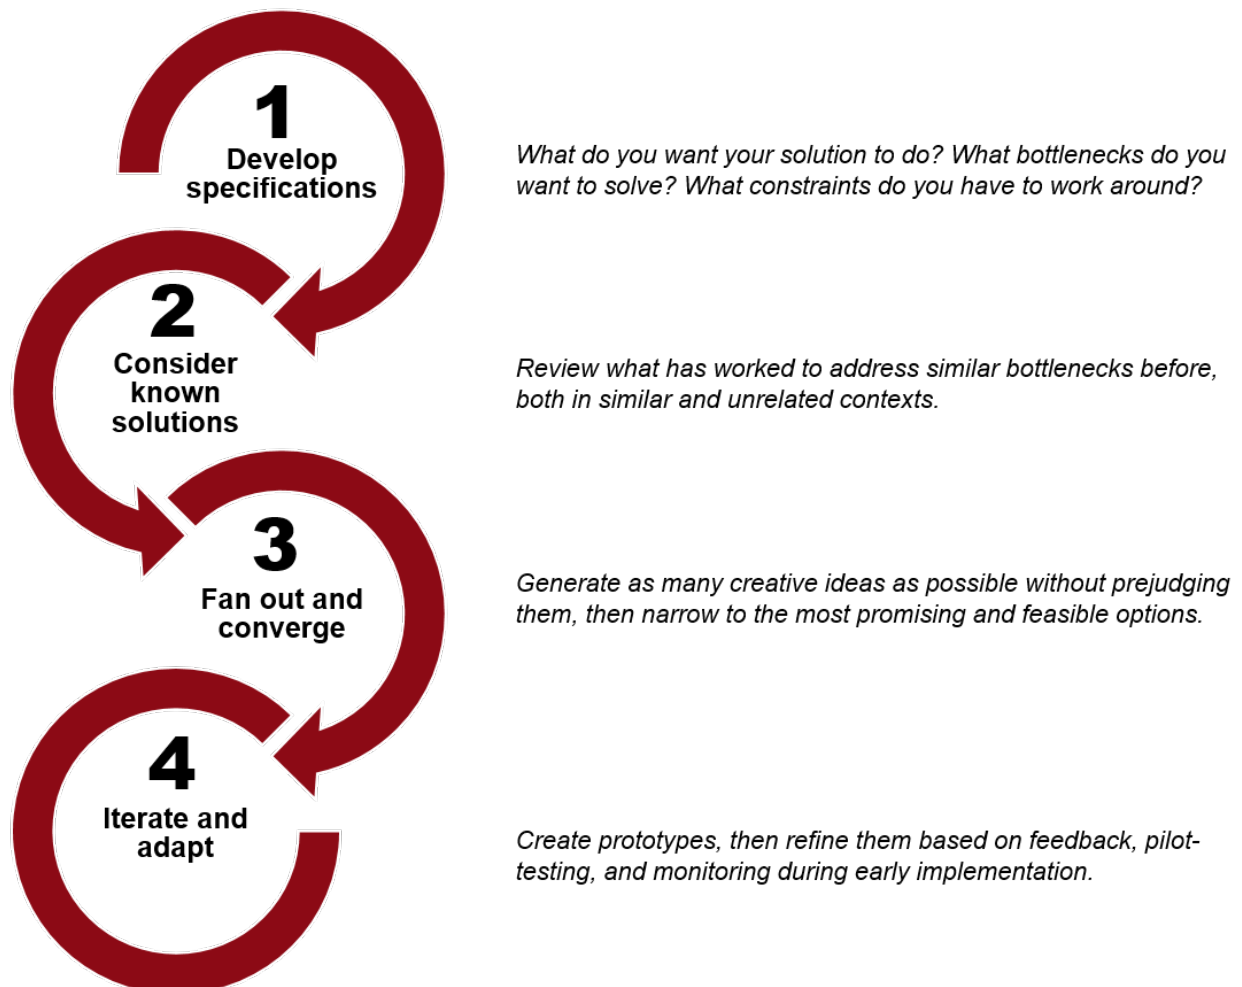 1
Develop
specifications
What do you want your solution to do? What bottlenecks do you
want to solve? What constraints do you have to work around?
2
Consider
known
solutions
Review what has worked to address similar bottlenecks before,
both in similar and unrelated contexts.
3
Fan out and
converge
Generate as many creative ideas as possible without prejudging
them, then narrow to the most promising and feasible options.
4
Iterate and
adapt
Create prototypes, then refine them based on feedback, pilot-
testing, and monitoring during early implementation.